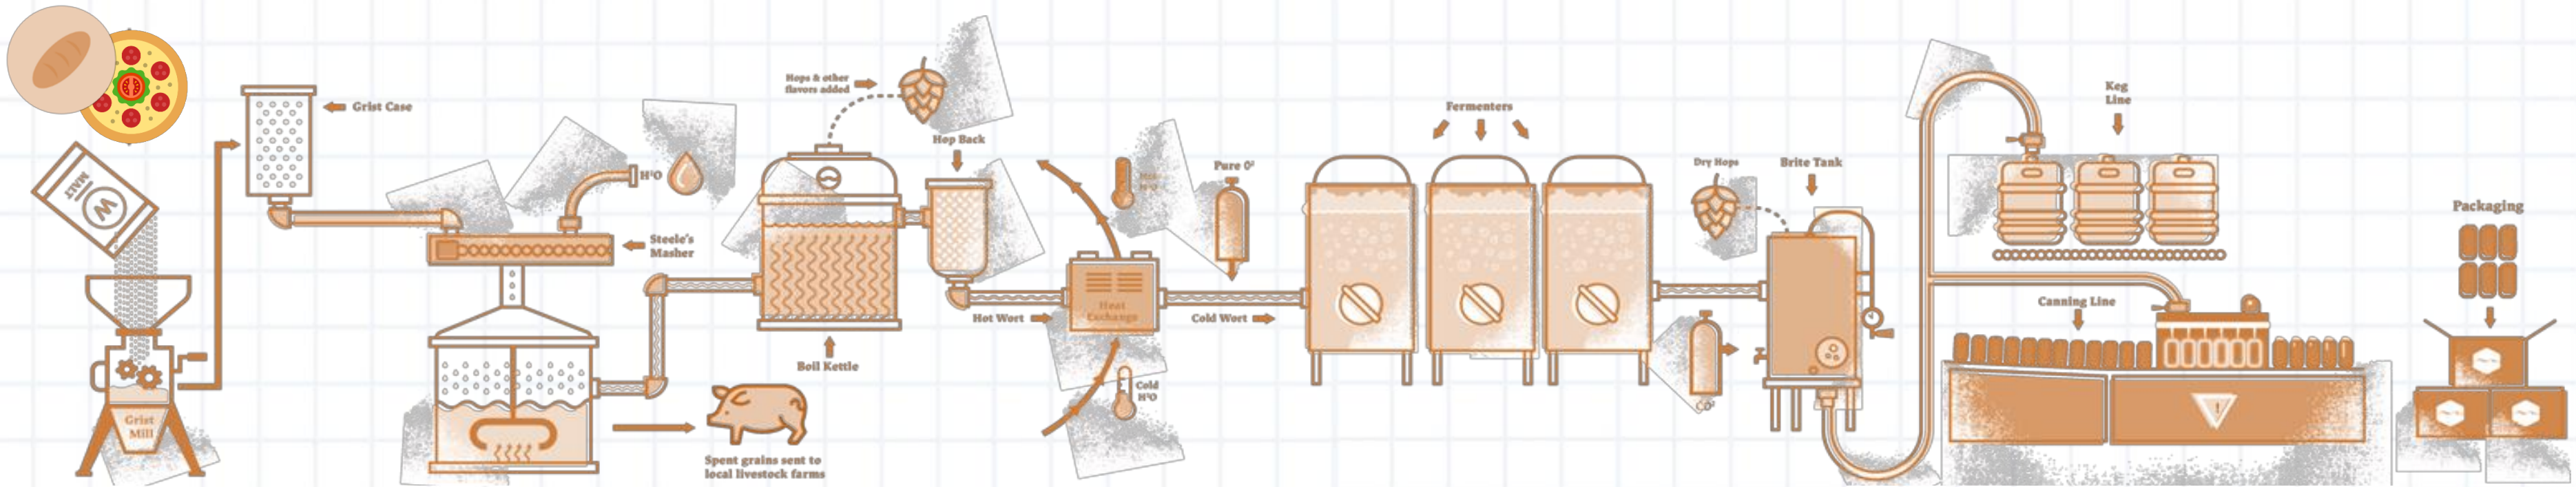 MALT
W
Grist
Mill
Grist Case
H²O
Steele's
Masher
Spent grains sent to
local livestock farms
Hops & other
flavors added
Boil Kettle
Hop Back
Hot Wort
Hot
H²O
Heat
Exchange
Cold
H²O
Pure O²
Cold Wort
Fermenters
Dry Hops
CO²
Brite Tank
Keg
Line
Canning Line
!
Packaging